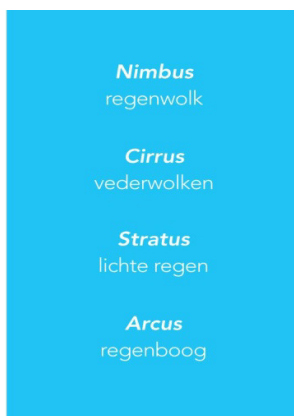 Nimbus
regenwolk
Cirrus
vederwolken
Stratus
lichte regen
Arcus
regenboog